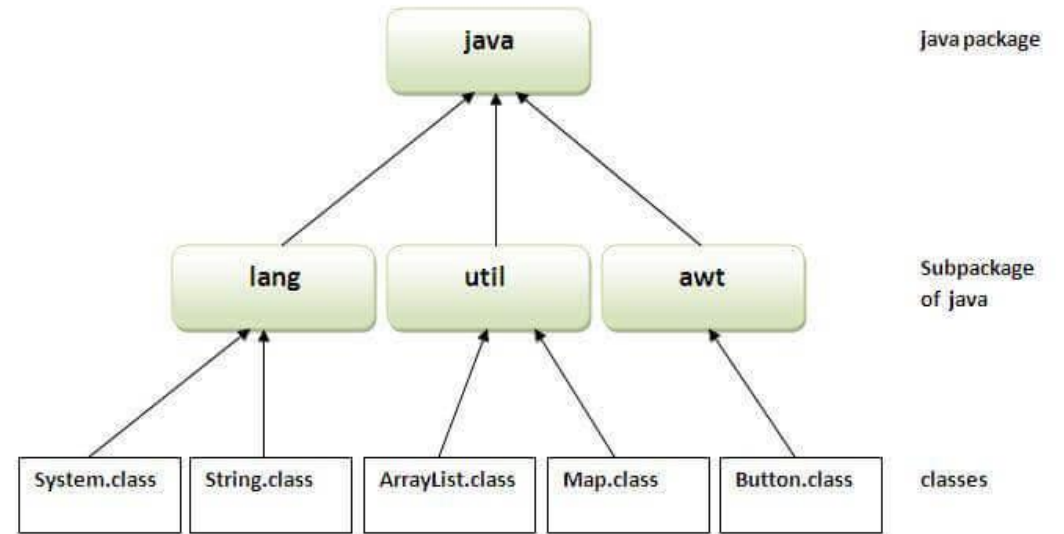 java
java package
lang
util
awt
Subpackage
of java
System.class
String.class
ArrayList.class
Map.class
Button.class
classes